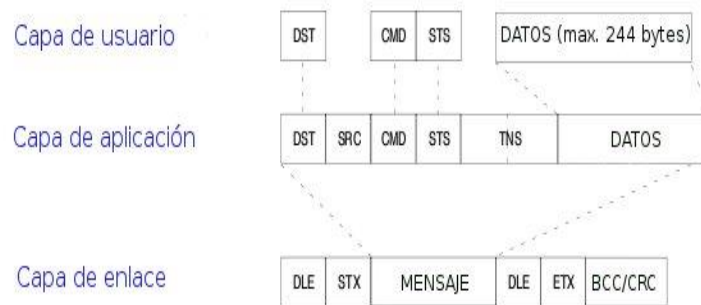 Capa de usuario DST CMD STS DATOS (max. 244 bytes)
Capa de aplicación DST SRC CMD STS TNS DATOS
Capa de enlace DLE STX MENSAJE DLE ETX BCC/CRC